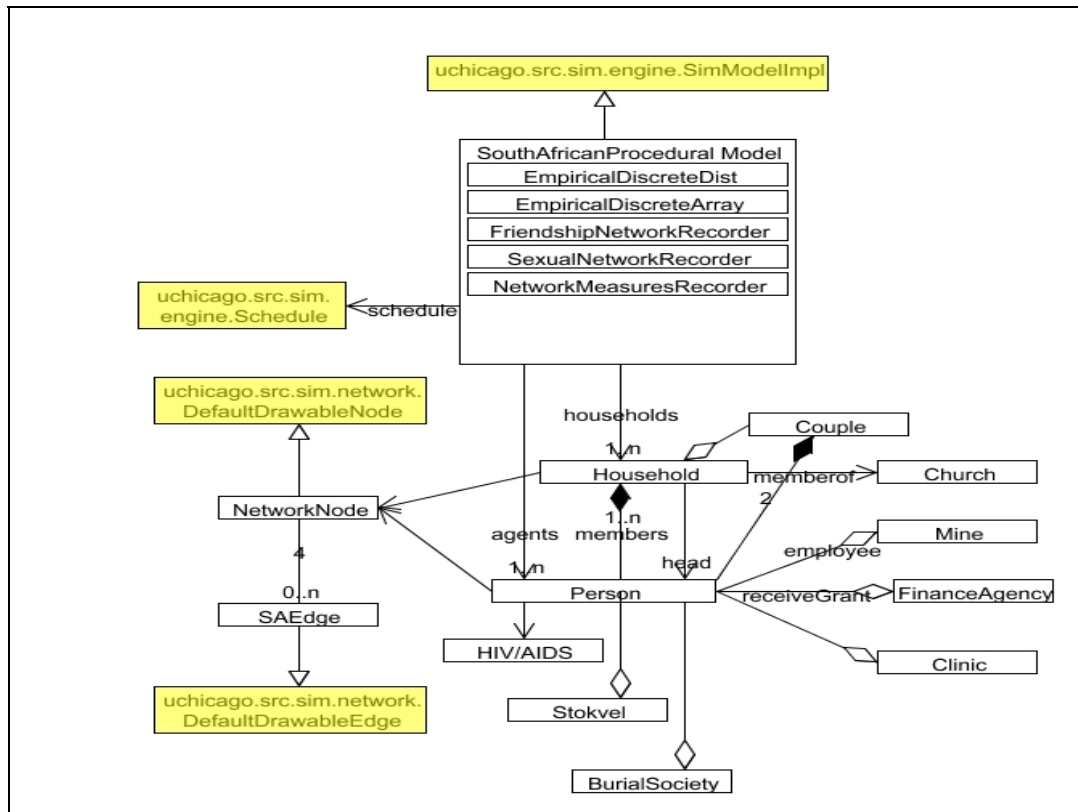 uchicago.src.sim.engine.SimModelImpl
SouthAfricanProcedural Model
EmpiricalDiscreteDist
EmpiricalDiscreteArray
FriendshipNetworkRecorder
SexualNetworkRecorder
NetworkMeasuresRecorder
uchicago.src.sim.
engine.Schedule
schedule
uchicago.src.sim.network.
DefaultDrawableNode
households
Couple
1..n
Household
memberof
Church
2
NetworkNode
1..n
agents
members
employee
Mine
4
head
1..n
0..n
Person
receiveGrant
FinanceAgency
SAEdge
HIV/AIDS
Clinic
uchicago.src.sim.network.
DefaultDrawableEdge
Stokvel
BurialSociety